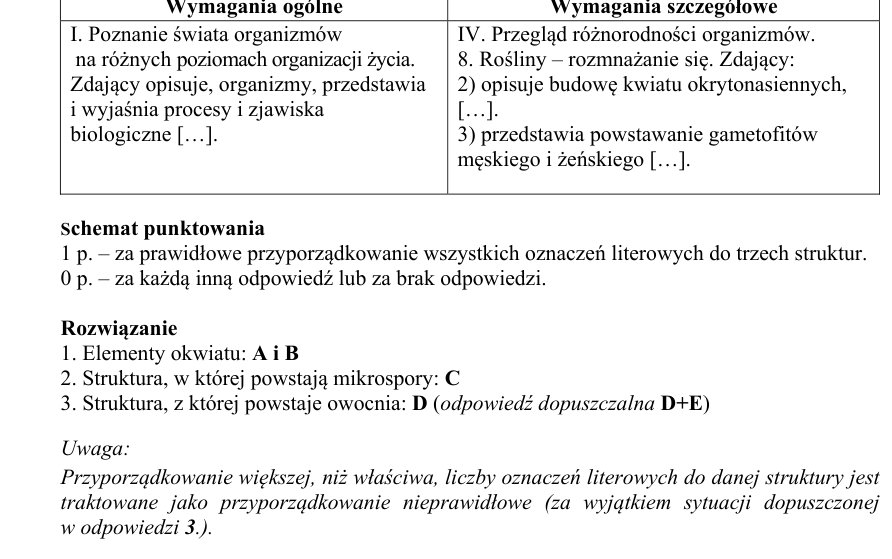 Wymagania ogólne
Wymagania szczegółowe
I. Poznanie świata organizmów
na różnych poziomach organizacji życia.
Zdający opisuje, organizmy, przedstawia
i wyjaśnia procesy i zjawiska
biologiczne […].
IV. Przegląd różnorodności organizmów.
8. Rośliny – rozmnażanie się. Zdający:
2) opisuje budowę kwiatu okrytonasiennych,
[…].
3) przedstawia powstawanie gametofitów
męskiego i żeńskiego […].
Schemat punktowania
1 p. – za prawidłowe przyporządkowanie wszystkich oznaczeń literowych do trzech struktur.
0 p. – za każdą inną odpowiedź lub za brak odpowiedzi.
Rozwiązanie
1. Elementy okwiatu: A i B
2. Struktura, w której powstają mikrospory: C
3. Struktura, z której powstaje owocnia: D (odpowiedź dopuszczalna D+E)
Uwaga:
Przyporządkowanie większej, niż właściwa, liczby oznaczeń literowych do danej struktury jest
traktowane jako przyporządkowanie nieprawidłowe (za wyjątkiem sytuacji dopuszczonej
w odpowiedzi 3.).